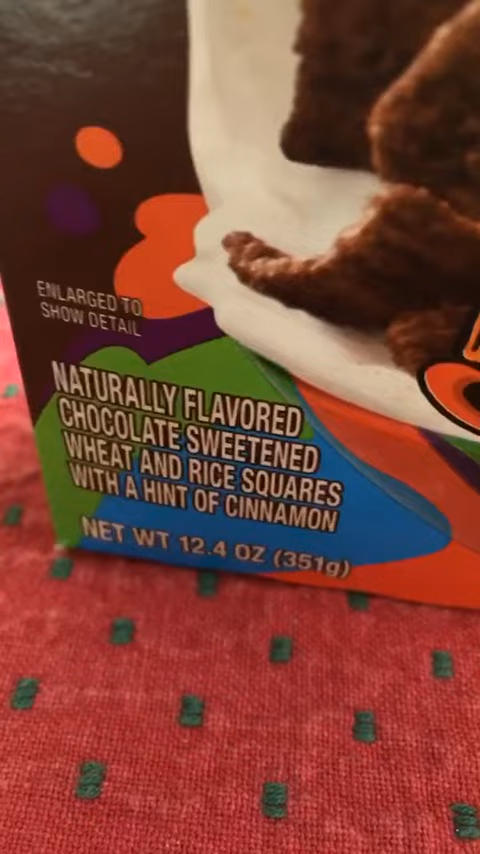 ENLARGED TO
SHOW DETAIL
NATURALLY FLAVORED
CHOCOLATE SWEETENED
WHEAT AND RICE SQUARES
WITH A HINT OF CINNAMON
NET WT 12.4 OZ (351g)